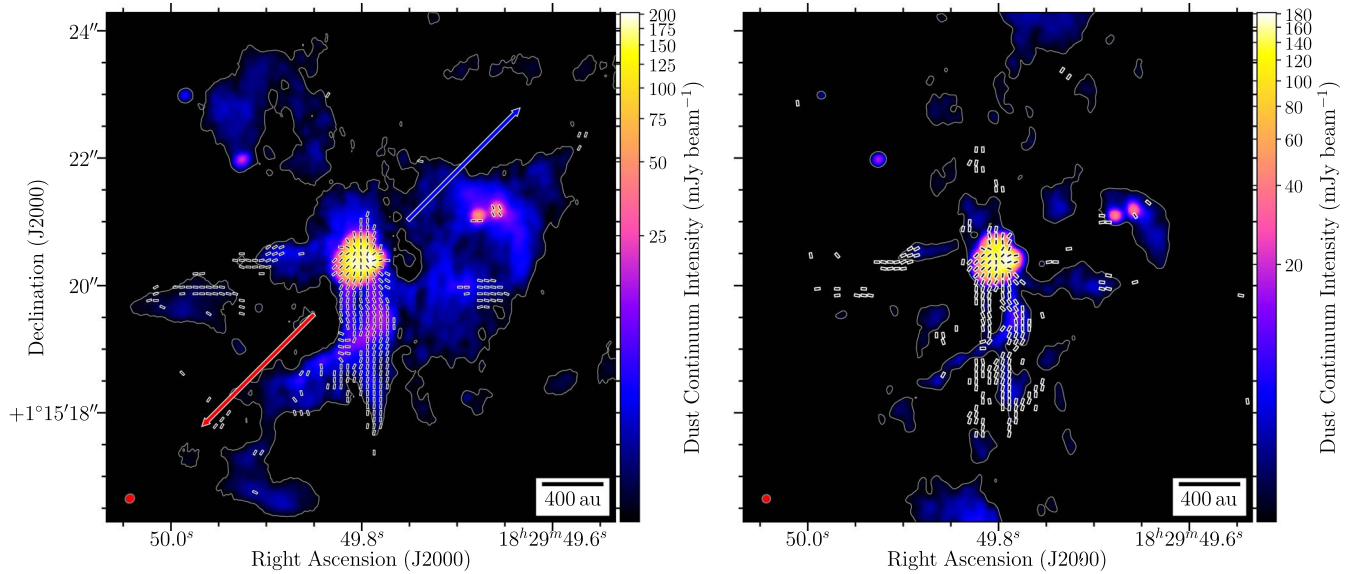 24″
22″
20″
+1°15′18″
Declination (J2000)
50.0ˢ
49.8ˢ
18ʰ29ᵐ49.6ˢ
Right Ascension (J2000)
400 au
200
175
150
125
100
75
50
25
Dust Continuum Intensity (mJy beam⁻¹)
50.0ˢ
49.8ˢ
18ʰ29ᵐ49.6ˢ
Right Ascension (J2090)
400 au
180
160
140
120
100
80
60
40
20
Dust Continuum Intensity (mJy beam⁻¹)